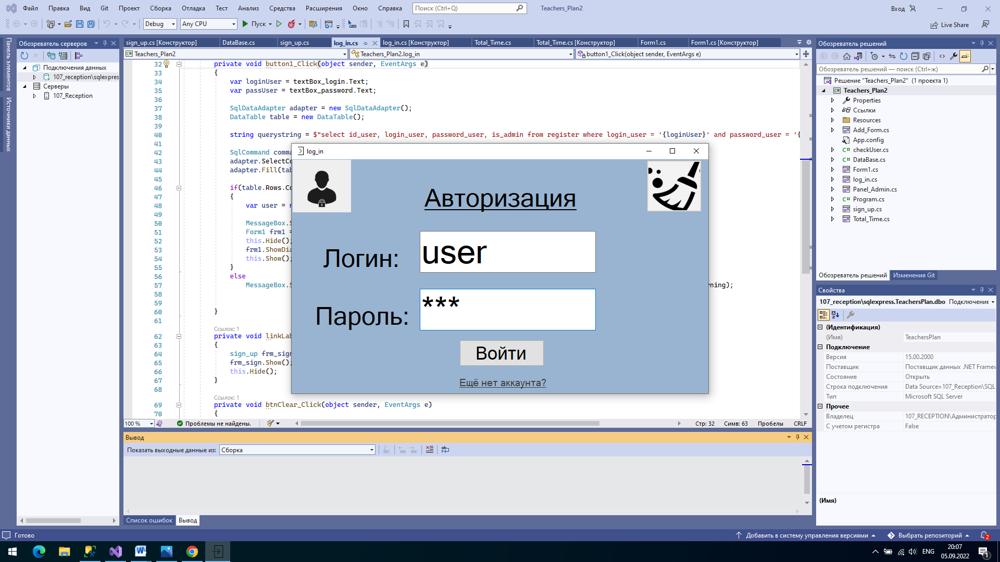 Файл Правка Вид Git Проект Сборка Отладка Тест Анализ Средства Расширения Окно Справка Поиск (Ctrl+Q) Teachers_Plan2 Вход
Debug Any CPU Пуск Live Share
Панель элементов
Источники данных
Обозреватель серверов
Подключения данных
107_reception\sqlexpres
Серверы
107_Reception
sign_up.cs [Конструктор] DataBase.cs sign_up.cs log_in.cs log_in.cs [Конструктор] Total_Time.cs Total_Time.cs [Конструктор] Form1.cs Form1.cs [Конструктор]
Teachers_Plan2 Teachers_Plan2.log_in button1_Click(object sender, EventArgs e)
32 private void button1_Click(object sender, EventArgs e)
33 {
34 var loginUser = textBox_login.Text;
35 var passUser = textBox_password.Text;
36
37 SqlDataAdapter adapter = new SqlDataAdapter();
38 DataTable table = new DataTable();
39
40 string querystring = $"select id_user, login_user, password_user, is_admin from register where login_user = '{loginUser}' and password_user = '{
41
42 SqlCommand comma
43 adapter.SelectCo
44 adapter.Fill(tab
45
46 if(table.Rows.Co
47 {
48 var user = n
49
50 MessageBox.S
51 Form1 frm1 =
52 this.Hide();
53 frm1.ShowDia
54 this.Show();
55 }
56 else
57 MessageBox.S rning);
58
59
60 }
61
Ссылок: 1
62 private void linkLab
63 {
64 sign_up frm_sign
65 frm_sign.Show();
66 this.Hide();
67 }
68
Ссылок: 1
69 private void btnClear_Click(object sender, EventArgs e)
70 {
log_in
Авторизация
Логин: user
Пароль: ***
Войти
Ещё нет аккаунта?
100 % Проблемы не найдены. Стр: 32 Симв: 63 Пробелы CRLF
Вывод
Показать выходные данные из: Сборка
Список ошибок Вывод
Обозреватель решений
Обозреватель решений — поиск (Ctrl+ж)
Решение "Teachers_Plan2" (1 проекта 1)
Teachers_Plan2
Properties
Ссылки
Resources
Add_Form.cs
App.config
checkUser.cs
DataBase.cs
Form1.cs
log_in.cs
Panel_Admin.cs
Program.cs
sign_up.cs
Total_Time.cs
Обозреватель решений Изменения Git
Свойства
107_reception\sqlexpress.TeachersPlan.dbo Подключение
(Идентификация)
(Имя) TeachersPlan
Подключение
Версия 15.00.2000
Поставщик Поставщик данных .NET Framew
Состояние Открыть
Строка подключения Data Source=107_Reception\SQL
Тип Microsoft SQL Server
Прочее
Владелец 107_RECEPTION\Администратор
С учетом регистра False
(Имя)
Готово Добавить в систему управления версиями Выбрать репозиторий 2
ENG 20:07
05.09.2022 1